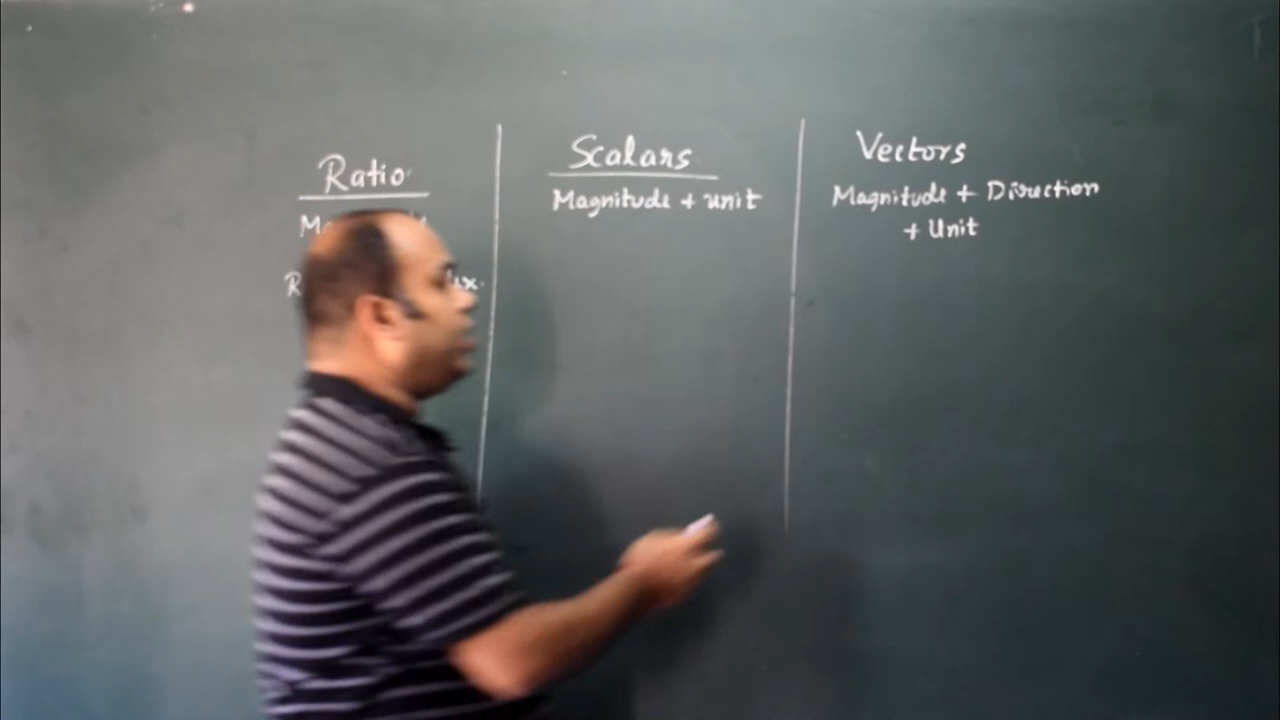 Ratio
Scalars
Magnitude + unit
Vectors
Magnitude + Direction
+ Unit